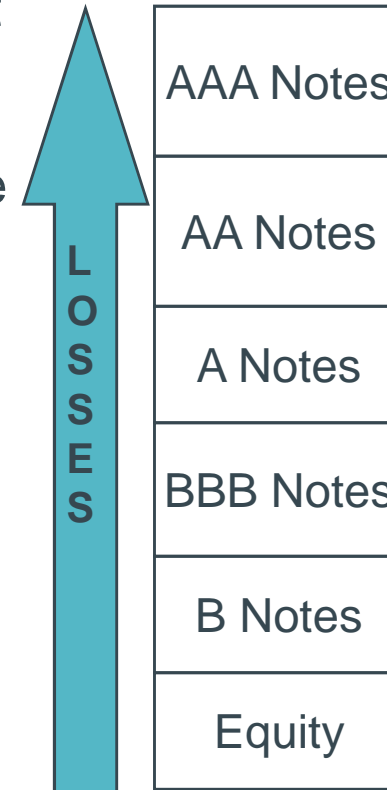 AAA Notes
AA Notes
A Notes
BBB Notes
B Notes
Equity
LOSSES